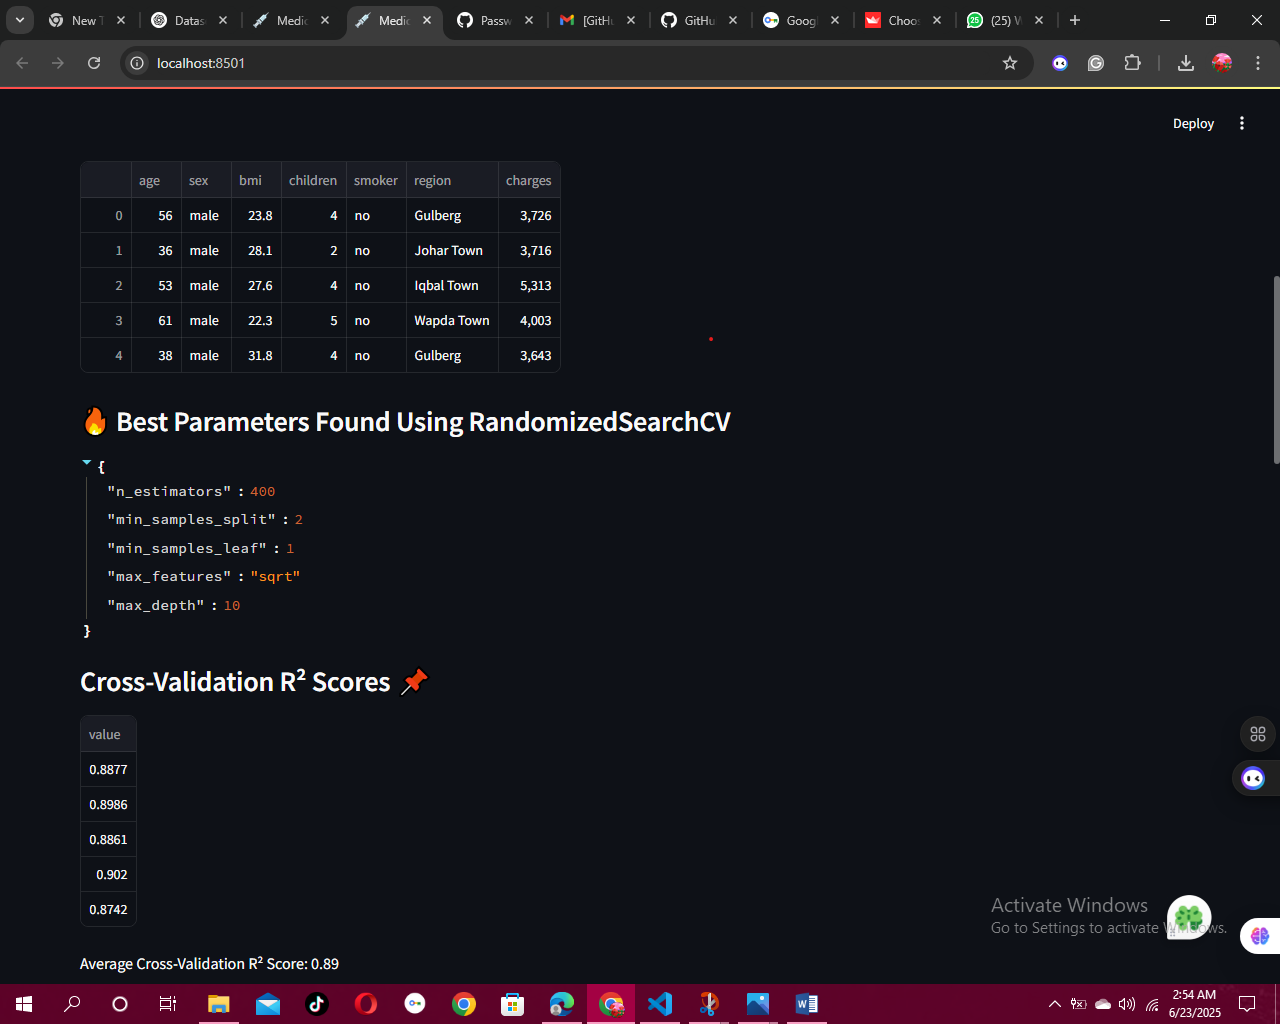 New T
Datas
Medic
Medic
Passw
[GitHu
GitHu
Googl
Choos
(25) W
localhost:8501
Deploy
age sex bmi children smoker region charges
0 56 male 23.8 4 no Gulberg 3,726
1 36 male 28.1 2 no Johar Town 3,716
2 53 male 27.6 4 no Iqbal Town 5,313
3 61 male 22.3 5 no Wapda Town 4,003
4 38 male 31.8 4 no Gulberg 3,643
🔥 Best Parameters Found Using RandomizedSearchCV
{
"n_estimators" : 400
"min_samples_split" : 2
"min_samples_leaf" : 1
"max_features" : "sqrt"
"max_depth" : 10
}
Cross-Validation R² Scores 📌
value
0.8877
0.8986
0.8861
0.902
0.8742
Average Cross-Validation R² Score: 0.89
Activate Windows
Go to Settings to activate Windows.
2:54 AM
6/23/2025